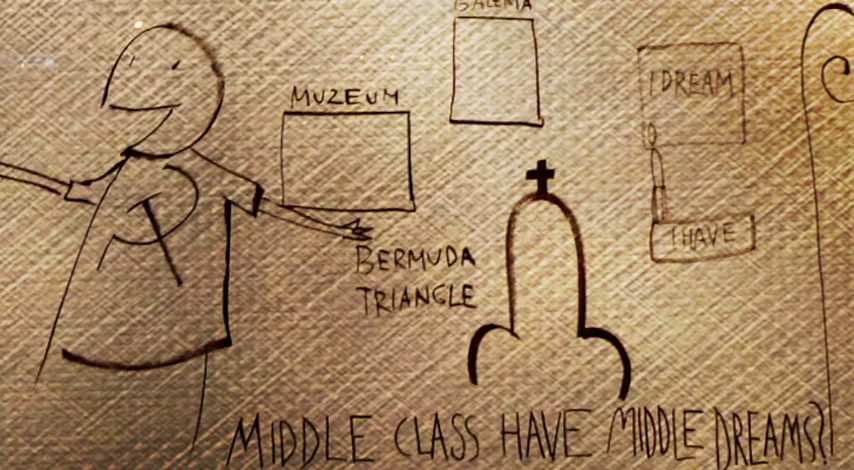 GALERIA
MUZEUM
I DREAM
I HAVE
BERMUDA
TRIANGLE
MIDDLE CLASS HAVE MIDDLE DREAMS?